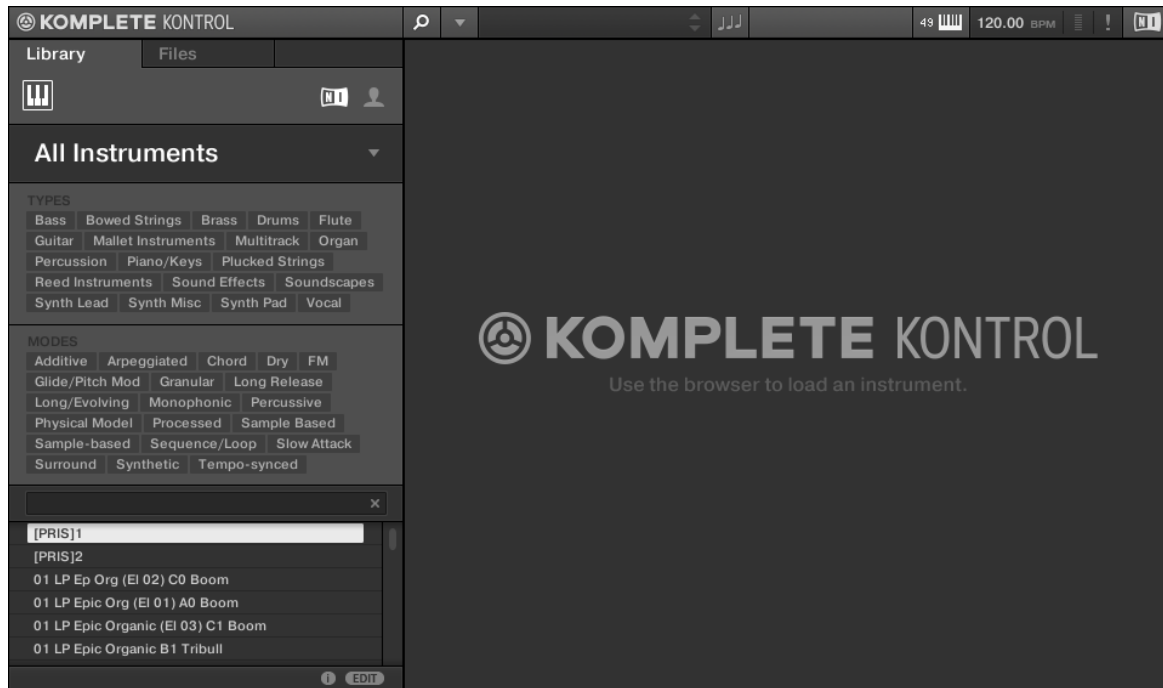 KOMPLETE KONTROL
49
120.00 BPM
!
NI
Library
Files
NI
All Instruments
TYPES
Bass Bowed Strings Brass Drums Flute
Guitar Mallet Instruments Multitrack Organ
Percussion Piano/Keys Plucked Strings
Reed Instruments Sound Effects Soundscapes
Synth Lead Synth Misc Synth Pad Vocal
MODES
Additive Arpeggiated Chord Dry FM
Glide/Pitch Mod Granular Long Release
Long/Evolving Monophonic Percussive
Physical Model Processed Sample Based
Sample-based Sequence/Loop Slow Attack
Surround Synthetic Tempo-synced
[PRIS]1
[PRIS]2
01 LP Ep Org (El 02) C0 Boom
01 LP Epic Org (El 01) A0 Boom
01 LP Epic Organic (El 03) C1 Boom
01 LP Epic Organic B1 Tribull
i EDIT
KOMPLETE KONTROL
Use the browser to load an instrument.